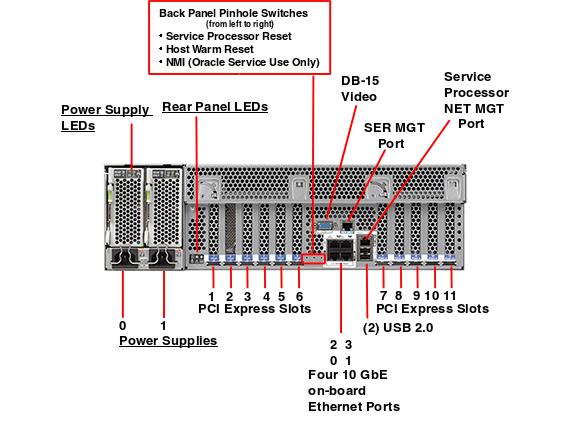 Back Panel Pinhole Switches
(from left to right)
• Service Processor Reset
• Host Warm Reset
• NMI (Oracle Service Use Only)
Power Supply
LEDs
Rear Panel LEDs
DB-15
Video
SER MGT
Port
Service
Processor
NET MGT
Port
1 2 3 4 5 6
PCI Express Slots
7 8 9 10 11
PCI Express Slots
0 1
Power Supplies
(2) USB 2.0
2 3
0 1
Four 10 GbE
on-board
Ethernet Ports